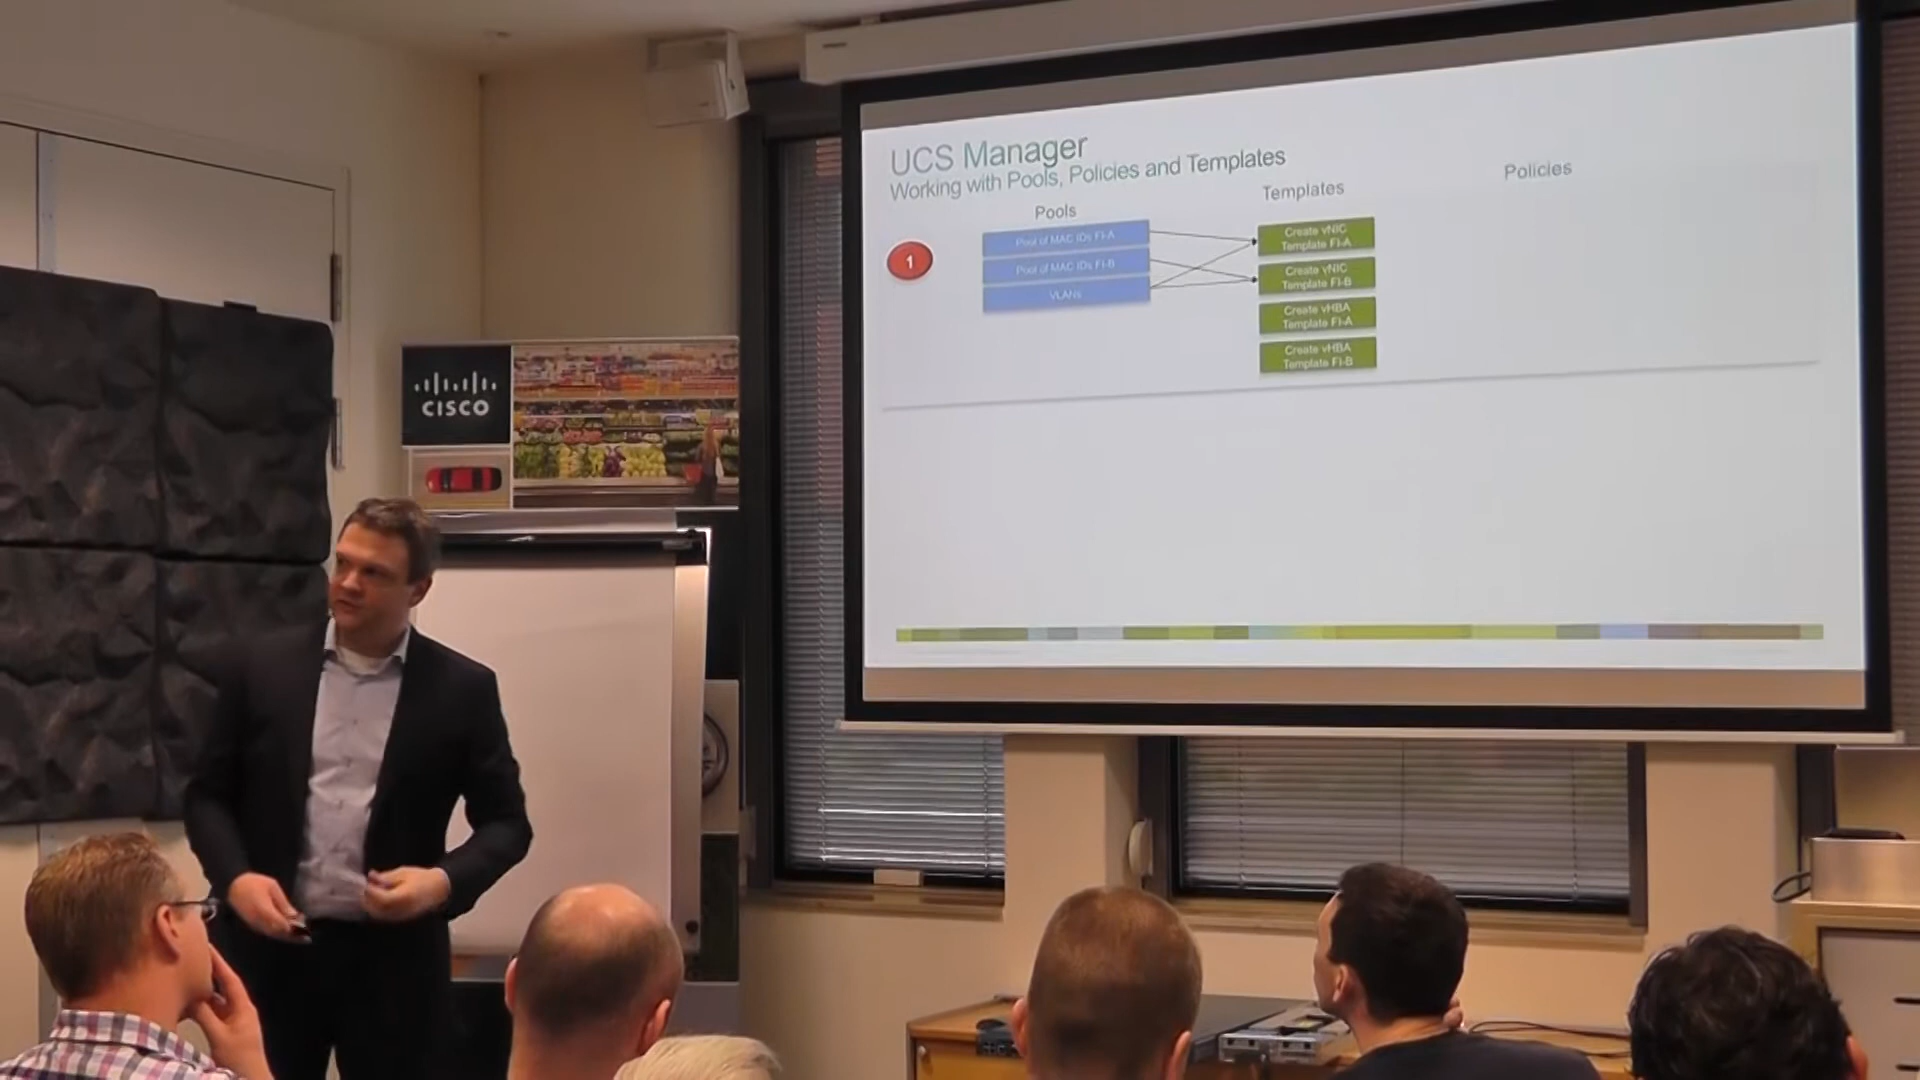 UCS Manager
Working with Pools, Policies and Templates
Pools
Templates
Policies
1
Pool of MAC IDs FI-A
Pool of MAC IDs FI-B
VLANs
Create vNIC
Template FI-A
Create vNIC
Template FI-B
Create vHBA
Template FI-A
Create vHBA
Template FI-B
CISCO